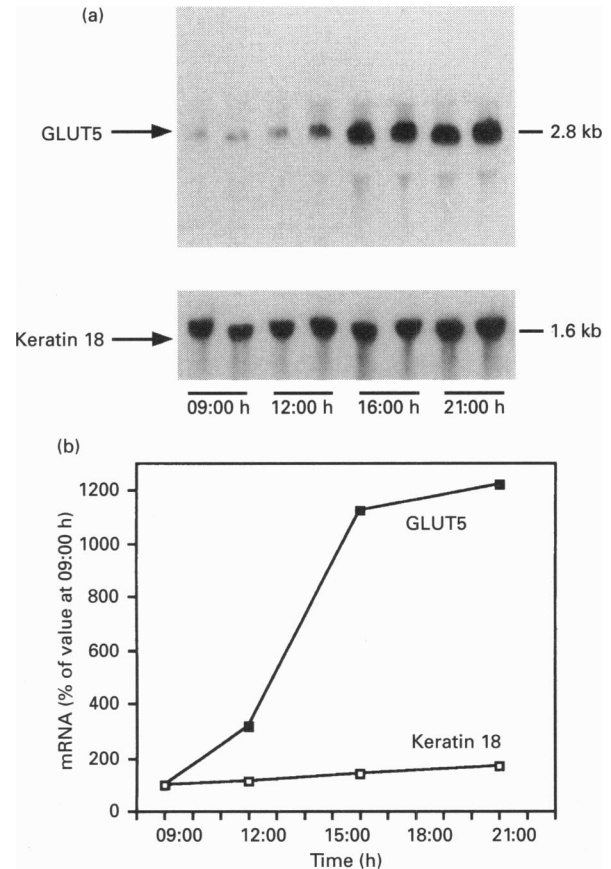 (a)
GLUT5
2.8 kb
Keratin 18
1.6 kb
09:00 h 12:00 h 16:00 h 21:00 h
(b)
1200
1000
800
600
400
200
0
mRNA (% of value at 09:00 h)
GLUT5
Keratin 18
09:00 12:00 15:00 18:00 21:00
Time (h)